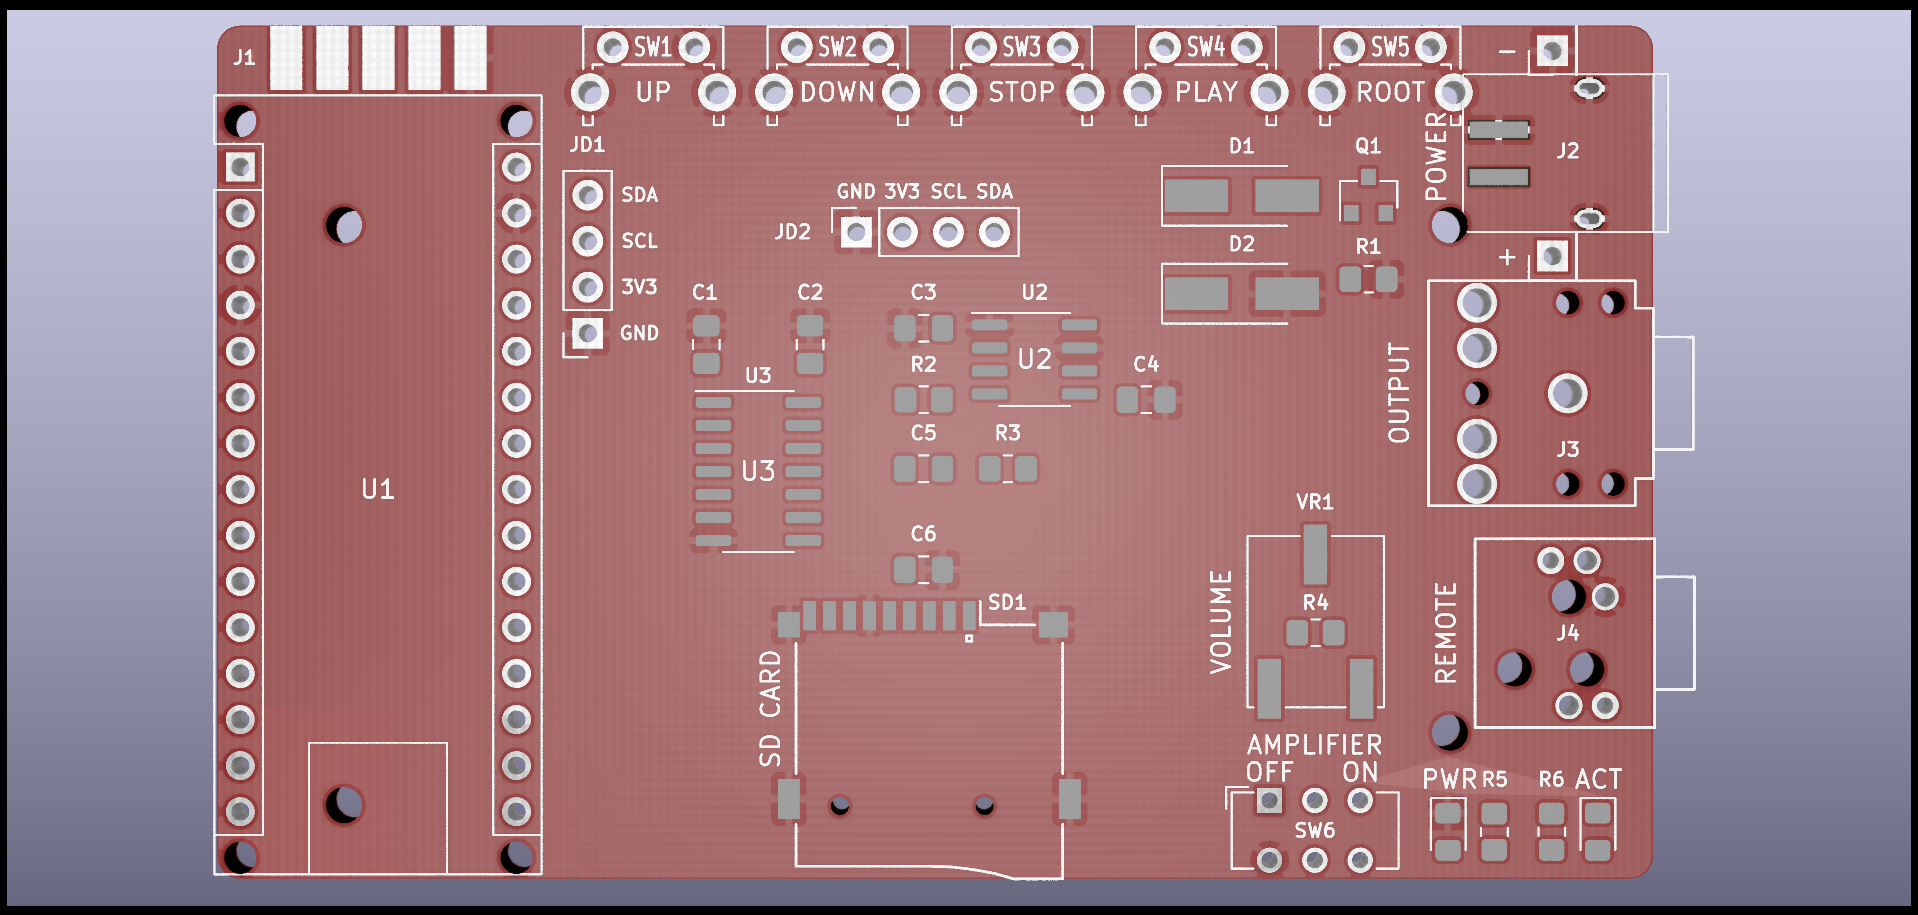 J1
SW1
SW2
SW3
SW4
SW5
-
UP
DOWN
STOP
PLAY
ROOT
POWER
J2
JD1
D1
Q1
SDA
GND 3V3 SCL SDA
JD2
SCL
D2
R1
+
3V3
C1
C2
C3
U2
GND
U2
U3
R2
C4
OUTPUT
C5
R3
J3
U3
U1
VR1
C6
SD1
R4
VOLUME
REMOTE
J4
SD CARD
AMPLIFIER
OFF
ON
PWR
R5
R6
ACT
SW6